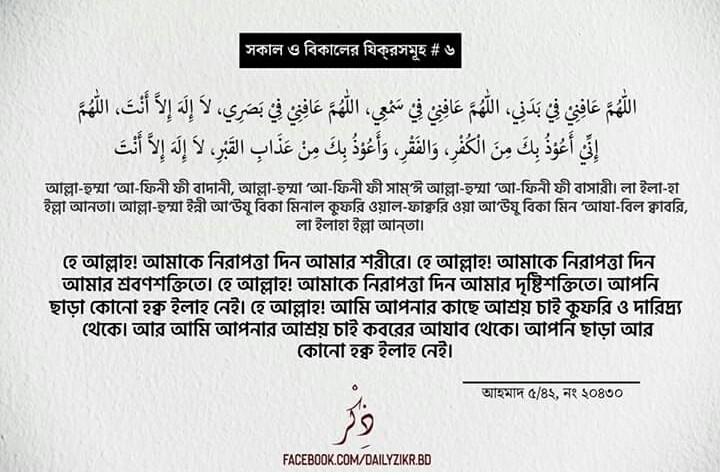 সকাল ও বিকালের যিক্‌রসমূহ # ৬
اللّٰهُمَّ عَافِنِيْ فِيْ بَدَنِي، اللّٰهُمَّ عَافِنِيْ فِيْ سَمْعِي، اللّٰهُمَّ عَافِنِيْ فِيْ بَصَرِي، لاَ إِلَهَ إِلاَّ أَنْتَ، اللّٰهُمَّ
إِنِّي أَعُوْذُ بِكَ مِنَ الْكُفْرِ، وَالفَقْرِ، وَأَعُوْذُ بِكَ مِنْ عَذَابِ القَبْرِ، لاَ إِلَهَ إِلاَّ أَنْتَ
আল্লা-হুম্মা ‘আ-ফিনী ফী বাদানী, আল্লা-হুম্মা ‘আ-ফিনী ফী সাম্‘ঈ আল্লা-হুম্মা ‘আ-ফিনী ফী বাসারী। লা ইলা-হা
ইল্লা আনতা। আল্লা-হুম্মা ইন্নী আ‘উযু বিকা মিনাল কুফরি ওয়াল-ফাক্বরি ওয়া আ‘উযু বিকা মিন ‘আযা-বিল ক্বাবরি,
লা ইলাহা ইল্লা আন্‌তা।
হে আল্লাহ! আমাকে নিরাপত্তা দিন আমার শরীরে। হে আল্লাহ! আমাকে নিরাপত্তা দিন
আমার শ্রবণশক্তিতে। হে আল্লাহ! আমাকে নিরাপত্তা দিন আমার দৃষ্টিশক্তিতে। আপনি
ছাড়া কোনো হক্ব ইলাহ নেই। হে আল্লাহ! আমি আপনার কাছে আশ্রয় চাই কুফরি ও দারিদ্র্য
থেকে। আর আমি আপনার আশ্রয় চাই কবরের আযাব থেকে। আপনি ছাড়া আর
কোনো হক্ব ইলাহ নেই।
আহমাদ ৫/৪২, নং ২০৪৩০
ذِكْر
FACEBOOK.COM/DAILYZIKR.BD